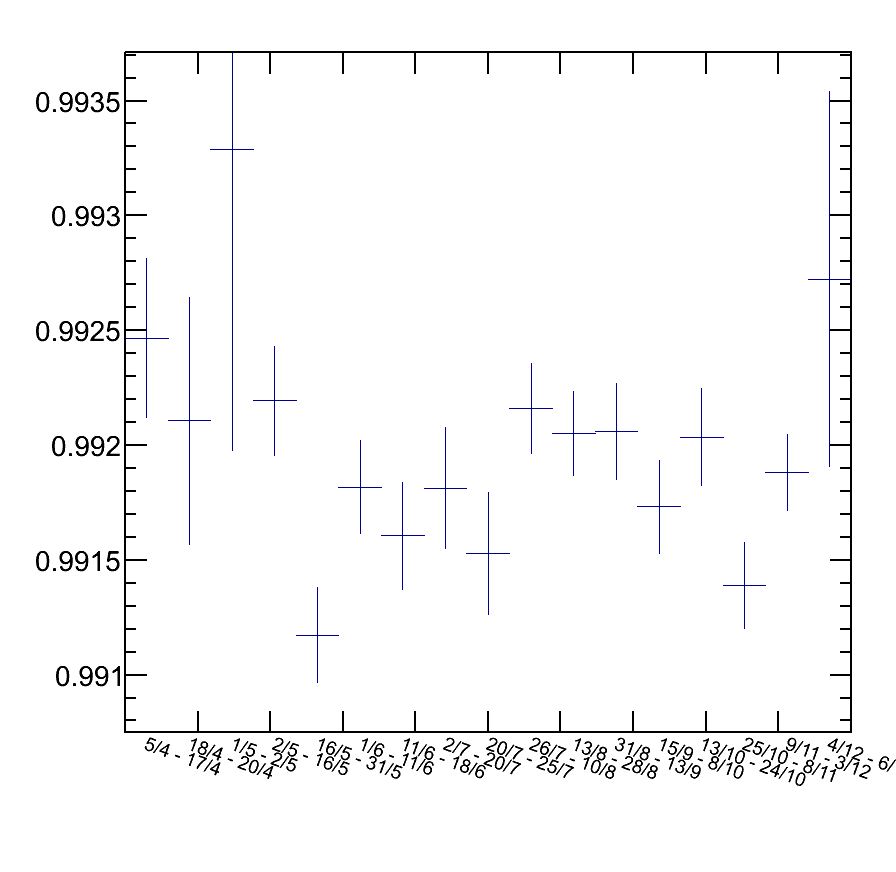 0.9935
0.993
0.9925
0.992
0.9915
0.991
5/4 - 17/4
18/4 - 20/4
1/5 - 2/5
2/5 - 16/5
16/5 - 31/5
1/6 - 11/6
11/6 - 18/6
2/7 - 20/7
20/7 - 25/7
26/7 - 10/8
13/8 - 28/8
31/8 - 13/9
15/9 - 8/10
13/10 - 24/10
25/10 - 8/11
9/11 - 3/12
4/12 - 6/